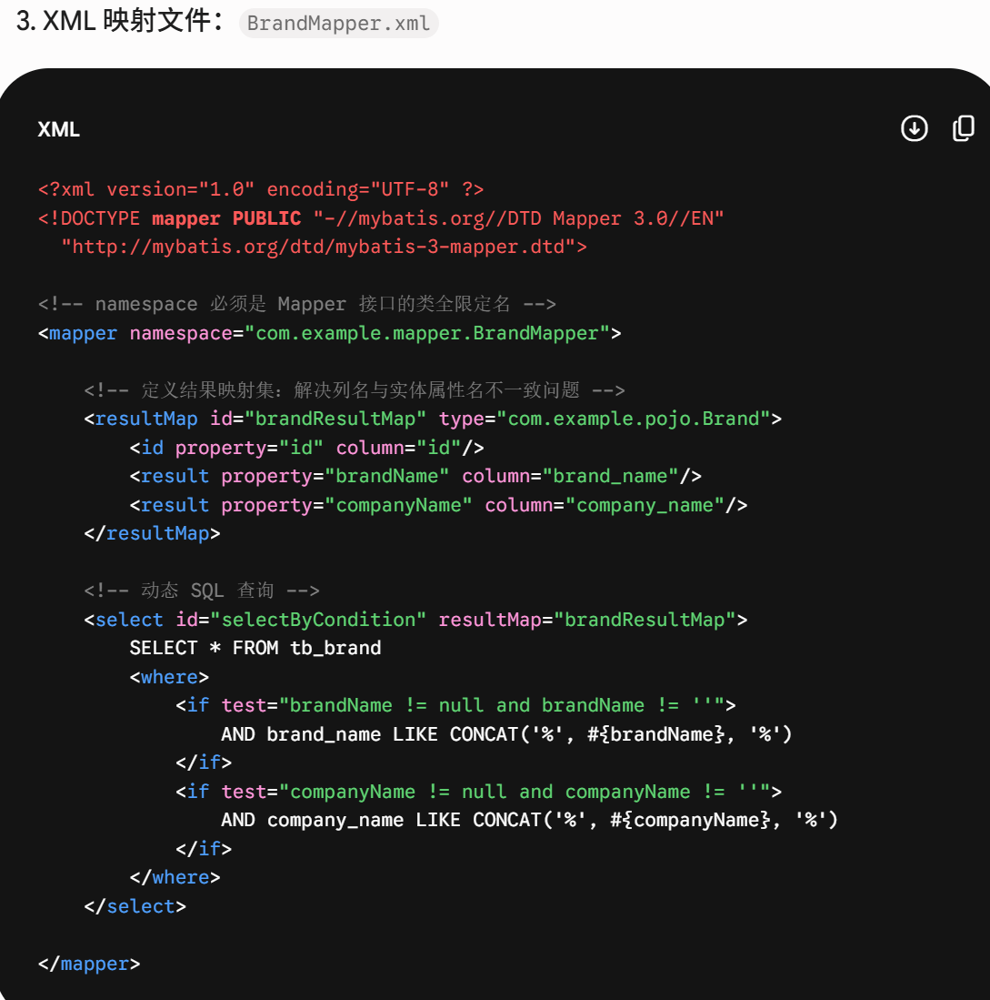 3. XML 映射文件： BrandMapper.xml
XML
<?xml version="1.0" encoding="UTF-8" ?>
<!DOCTYPE mapper PUBLIC "-//mybatis.org//DTD Mapper 3.0//EN"
  "http://mybatis.org/dtd/mybatis-3-mapper.dtd">
<!-- namespace 必须是 Mapper 接口的类全限定名 -->
<mapper namespace="com.example.mapper.BrandMapper">
    <!-- 定义结果映射集：解决列名与实体属性名不一致问题 -->
    <resultMap id="brandResultMap" type="com.example.pojo.Brand">
        <id property="id" column="id"/>
        <result property="brandName" column="brand_name"/>
        <result property="companyName" column="company_name"/>
    </resultMap>
    <!-- 动态 SQL 查询 -->
    <select id="selectByCondition" resultMap="brandResultMap">
        SELECT * FROM tb_brand
        <where>
            <if test="brandName != null and brandName != ''">
                AND brand_name LIKE CONCAT('%', #{brandName}, '%')
            </if>
            <if test="companyName != null and companyName != ''">
                AND company_name LIKE CONCAT('%', #{companyName}, '%')
            </if>
        </where>
    </select>
</mapper>